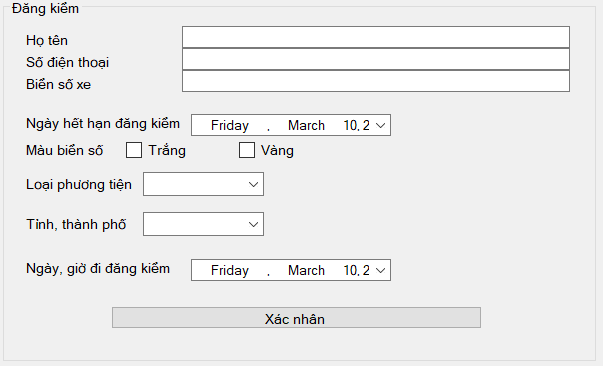 Đăng kiểm
Họ tên
Số điện thoại
Biển số xe
Ngày hết hạn đăng kiểm Friday , March 10, 2
Màu biển số Trắng Vàng
Loại phương tiện
Tỉnh, thành phố
Ngày, giờ đi đăng kiểm Friday , March 10, 2
Xác nhân